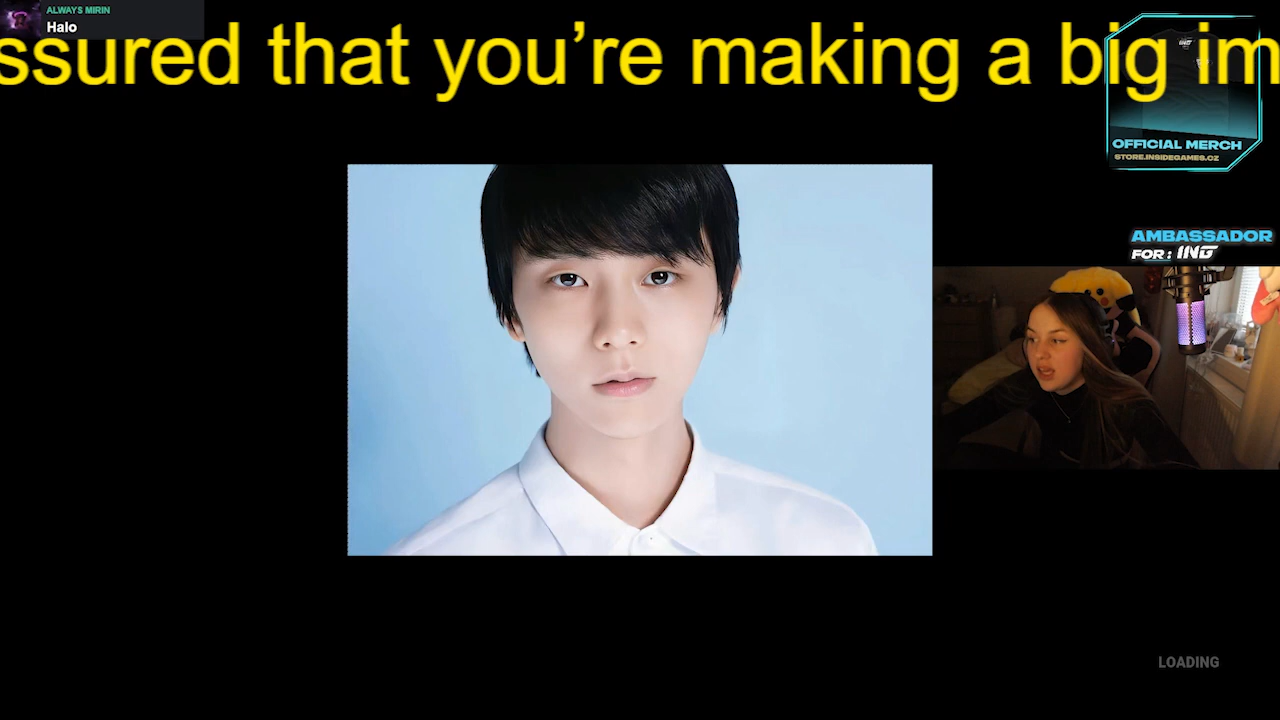 ALWAYS MIRIN
Halo
ssured that you’re making a big im
OFFICIAL MERCH
STORE.INSIDEGAMES.CZ
AMBASSADOR
FOR: ING
LOADING